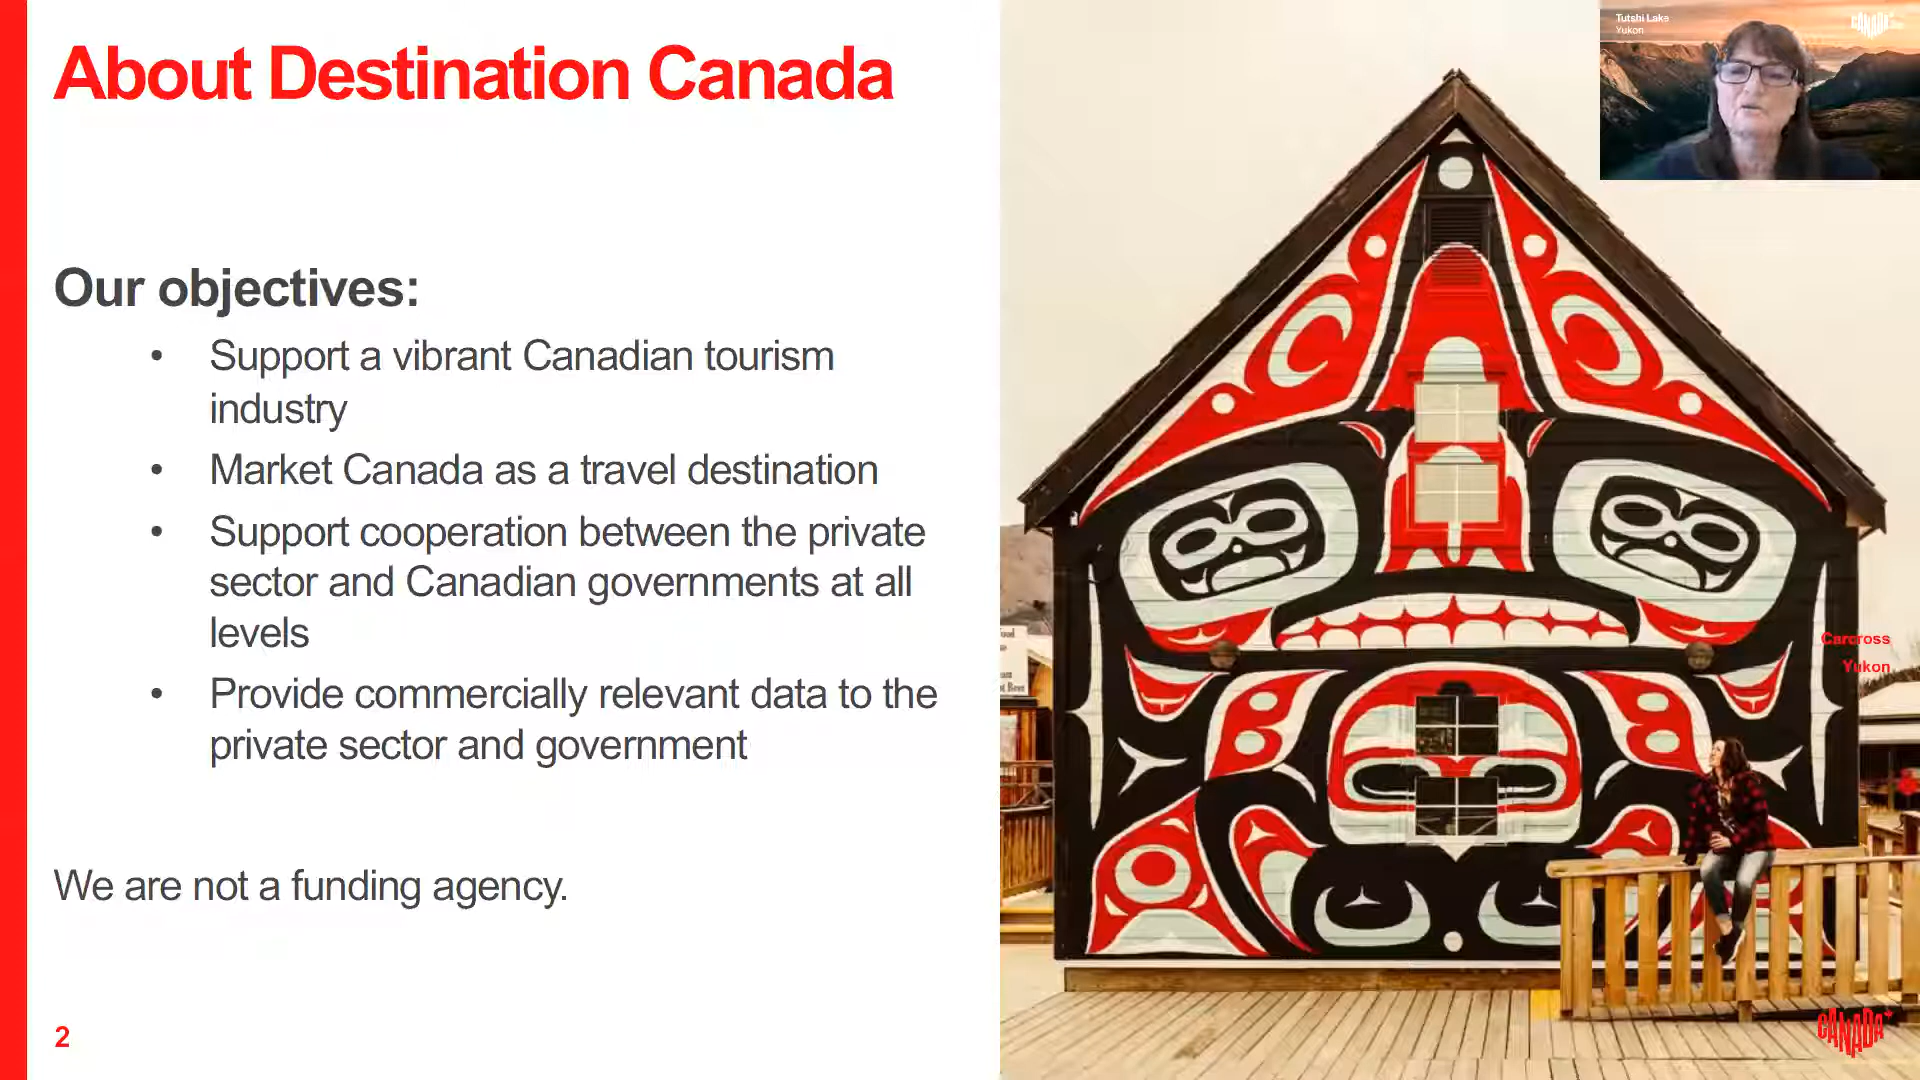 About Destination Canada
Tutshi Lake
Yukon
CANADA
Our objectives:
• Support a vibrant Canadian tourism
industry
• Market Canada as a travel destination
• Support cooperation between the private
sector and Canadian governments at all
levels
• Provide commercially relevant data to the
private sector and government
We are not a funding agency.
Carcross
Yukon
2
CANADA